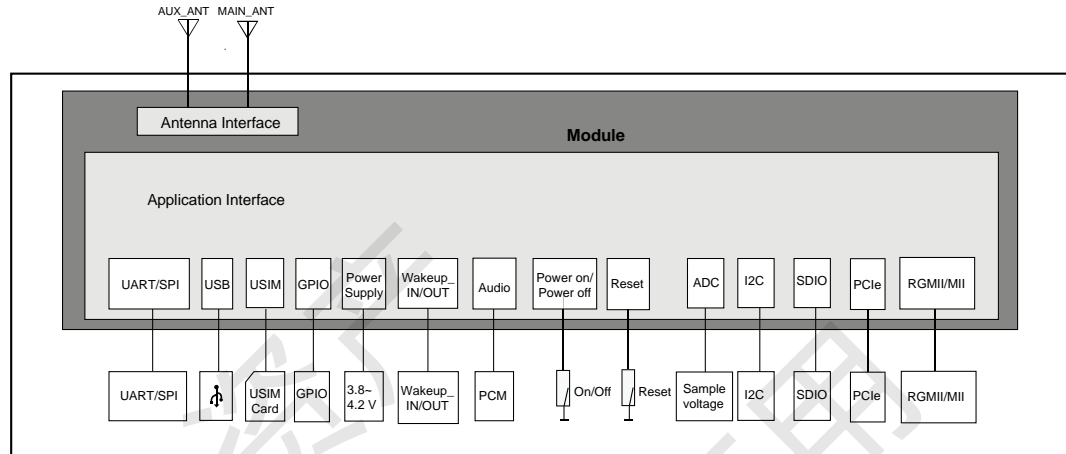 AUX_ANT MAIN_ANT
Antenna Interface
Module
Application Interface
UART/SPI
USB
USIM
GPIO
Power
Supply
Wakeup_
IN/OUT
Audio
Power on/
Power off
Reset
ADC
I2C
SDIO
PCIe
RGMII/MII
UART/SPI
USIM
Card
GPIO
3.8~
4.2 V
Wakeup_
IN/OUT
PCM
On/Off
Reset
Sample
voltage
I2C
SDIO
PCIe
RGMII/MII